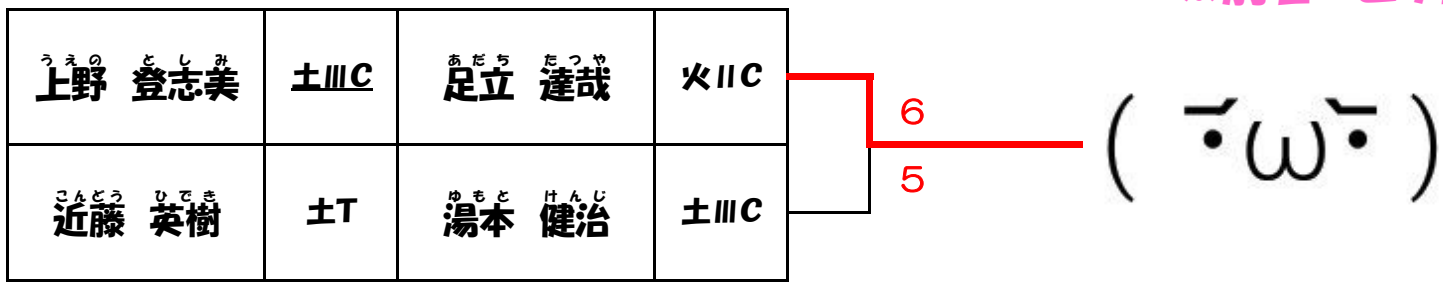 うえの としみ あだち たつや
上野 登志美 土ⅢC 足立 達哉 火ⅡC
6
( ˘•ω•˘ )
5
こんどう ひでき ゆもと けんじ
近藤 英樹 土T 湯本 健治 土ⅢC